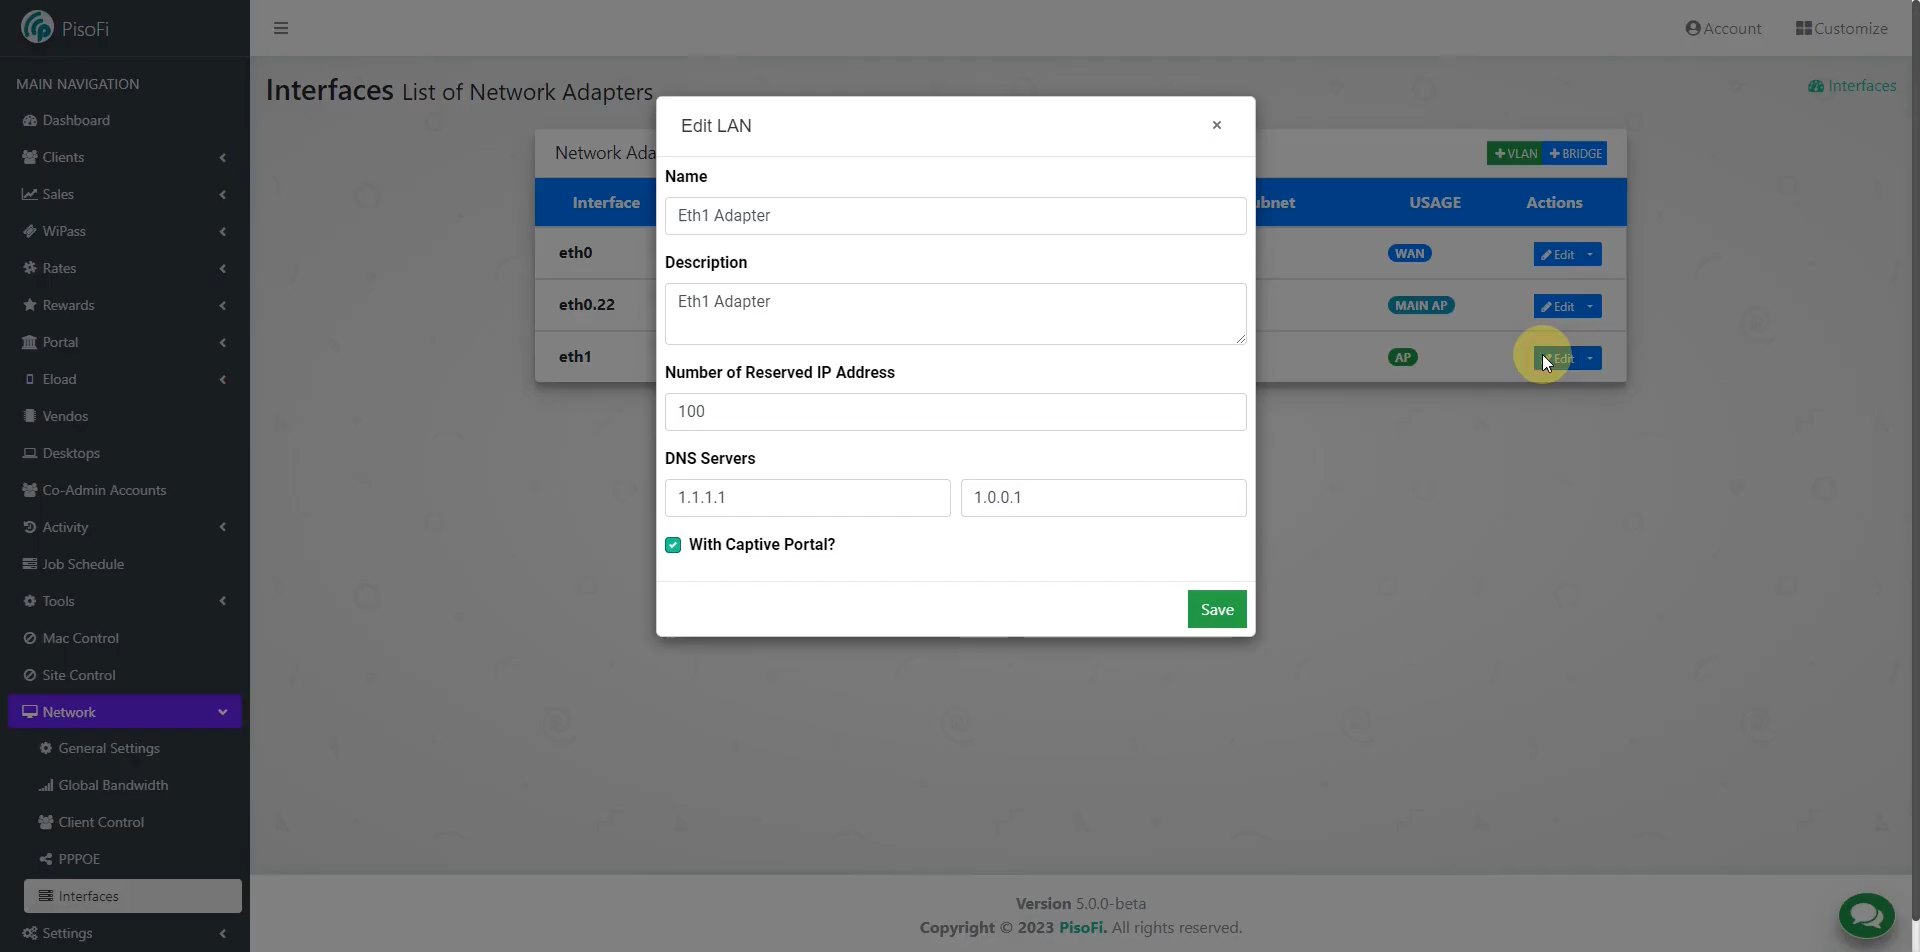 PisoFi
Account
Customize
MAIN NAVIGATION
Dashboard
Clients
Sales
WiPass
Rates
Rewards
Portal
Eload
Vendos
Desktops
Co-Admin Accounts
Activity
Job Schedule
Tools
Mac Control
Site Control
Network
General Settings
Global Bandwidth
Client Control
PPPOE
Interfaces
Settings
Interfaces List of Network Adapters
Interfaces
Network Ada
VLAN
BRIDGE
Interface
ubnet
USAGE
Actions
eth0
WAN
Edit
eth0.22
MAIN AP
Edit
eth1
AP
Edit
Edit LAN
×
Name
Eth1 Adapter
Description
Eth1 Adapter
Number of Reserved IP Address
100
DNS Servers
1.1.1.1
1.0.0.1
With Captive Portal?
Save
Version 5.0.0-beta
Copyright © 2023 PisoFi. All rights reserved.